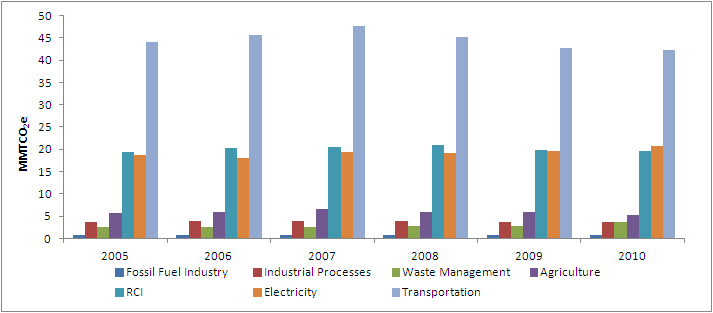 50
45
40
35
30
25
20
15
10
5
0
MMTCO₂e
2005 2006 2007 2008 2009 2010
Fossil Fuel Industry Industrial Processes Waste Management Agriculture
RCI Electricity Transportation